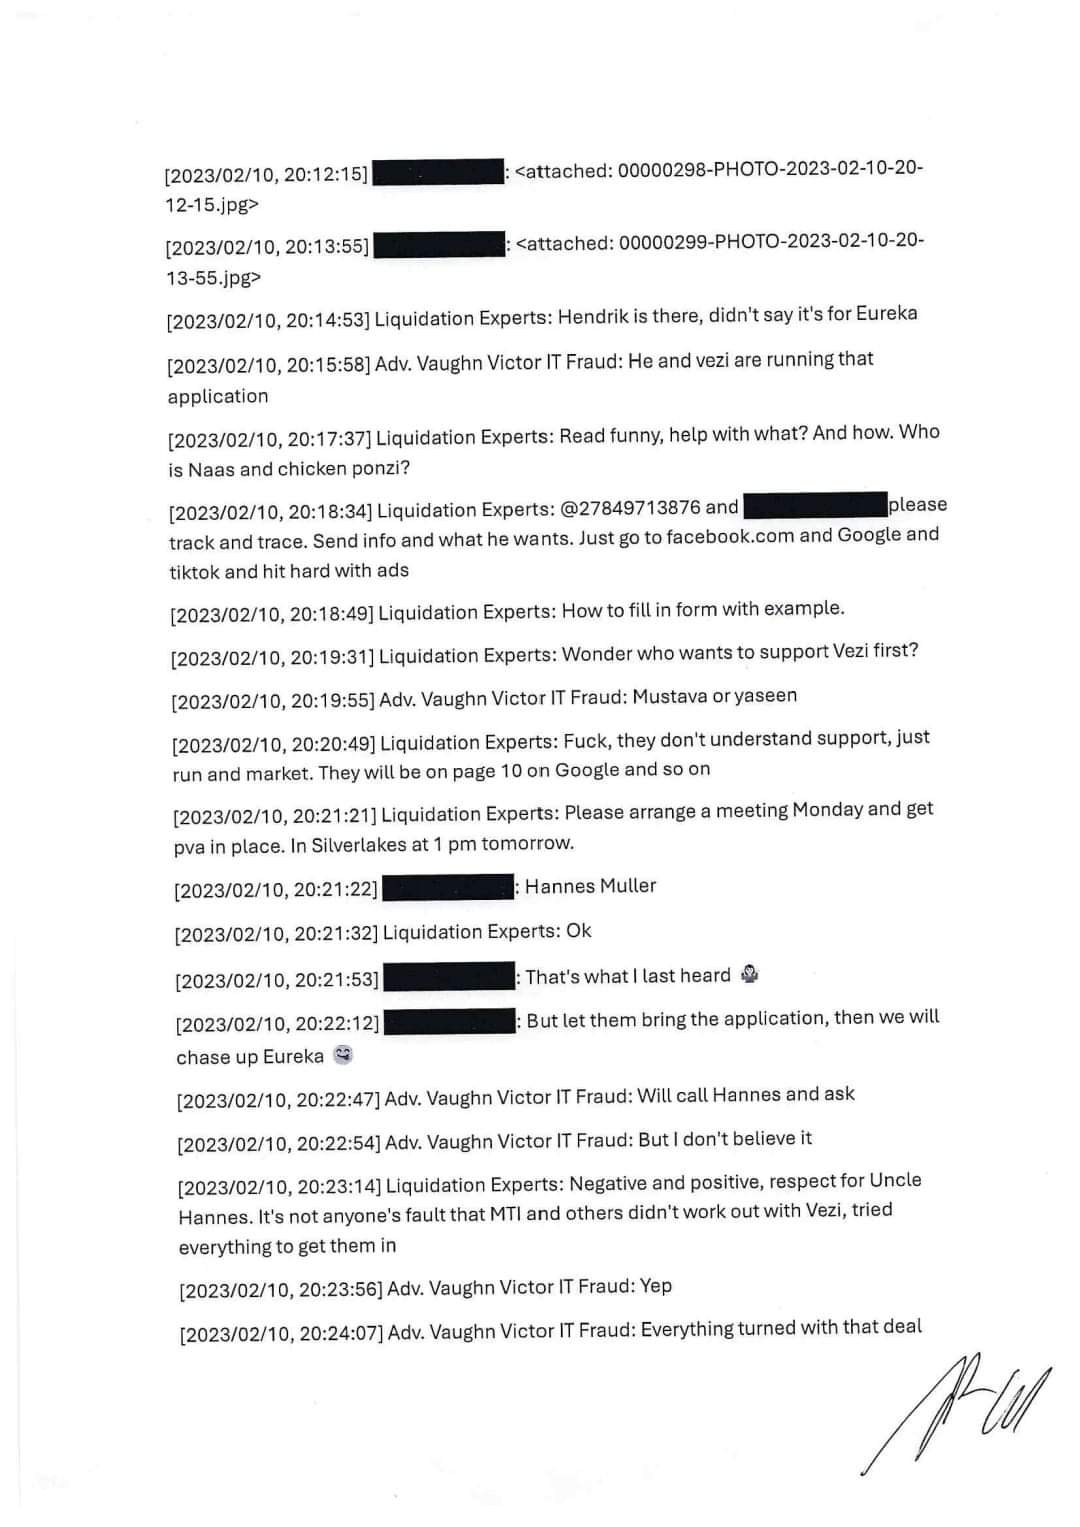 [2023/02/10, 20:12:15] : <attached: 00000298-PHOTO-2023-02-10-20-
12-15.jpg>
[2023/02/10, 20:13:55] : <attached: 00000299-PHOTO-2023-02-10-20-
13-55.jpg>
[2023/02/10, 20:14:53] Liquidation Experts: Hendrik is there, didn't say it's for Eureka
[2023/02/10, 20:15:58] Adv. Vaughn Victor IT Fraud: He and vezi are running that
application
[2023/02/10, 20:17:37] Liquidation Experts: Read funny, help with what? And how. Who
is Naas and chicken ponzi?
[2023/02/10, 20:18:34] Liquidation Experts: @27849713876 and please
track and trace. Send info and what he wants. Just go to facebook.com and Google and
tiktok and hit hard with ads
[2023/02/10, 20:18:49] Liquidation Experts: How to fill in form with example.
[2023/02/10, 20:19:31] Liquidation Experts: Wonder who wants to support Vezi first?
[2023/02/10, 20:19:55] Adv. Vaughn Victor IT Fraud: Mustava or yaseen
[2023/02/10, 20:20:49] Liquidation Experts: Fuck, they don't understand support, just
run and market. They will be on page 10 on Google and so on
[2023/02/10, 20:21:21] Liquidation Experts: Please arrange a meeting Monday and get
pva in place. In Silverlakes at 1 pm tomorrow.
[2023/02/10, 20:21:22] : Hannes Muller
[2023/02/10, 20:21:32] Liquidation Experts: Ok
[2023/02/10, 20:21:53] : That's what I last heard
[2023/02/10, 20:22:12] : But let them bring the application, then we will
chase up Eureka
[2023/02/10, 20:22:47] Adv. Vaughn Victor IT Fraud: Will call Hannes and ask
[2023/02/10, 20:22:54] Adv. Vaughn Victor IT Fraud: But I don't believe it
[2023/02/10, 20:23:14] Liquidation Experts: Negative and positive, respect for Uncle
Hannes. It's not anyone's fault that MTI and others didn't work out with Vezi, tried
everything to get them in
[2023/02/10, 20:23:56] Adv. Vaughn Victor IT Fraud: Yep
[2023/02/10, 20:24:07] Adv. Vaughn Victor IT Fraud: Everything turned with that deal